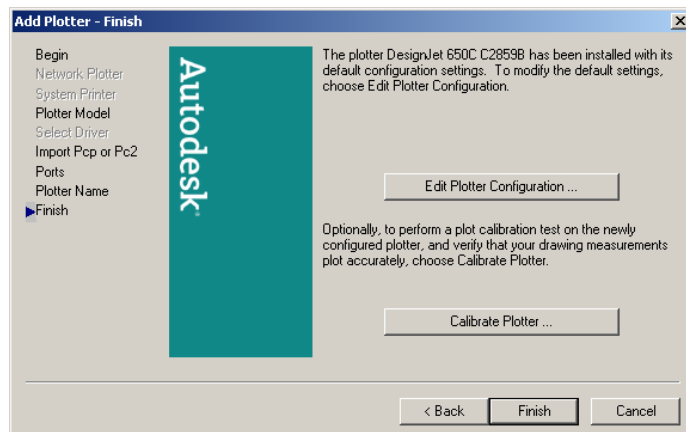 Add Plotter - Finish
Begin
Network Plotter
System Printer
Plotter Model
Select Driver
Import Pcp or Pc2
Ports
Plotter Name
Finish
Autodesk
The plotter DesignJet 650C C2859B has been installed with its
default configuration settings. To modify the default settings,
choose Edit Plotter Configuration.
Edit Plotter Configuration ...
Optionally, to perform a plot calibration test on the newly
configured plotter, and verify that your drawing measurements
plot accurately, choose Calibrate Plotter.
Calibrate Plotter ...
< Back
Finish
Cancel